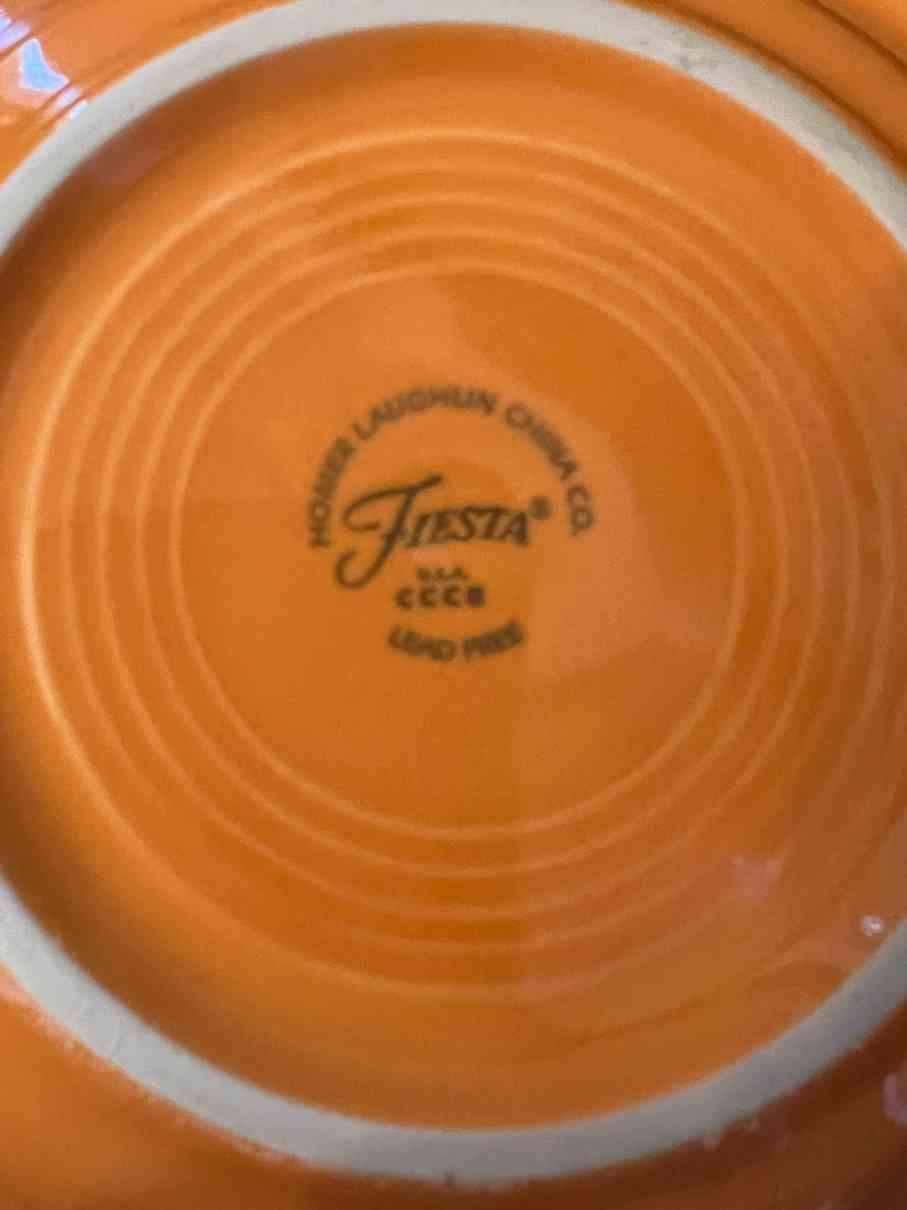 HOMER LAUGHLIN CHINA CO.
FIESTA®
U.S.A.
CCCB
LEAD FREE